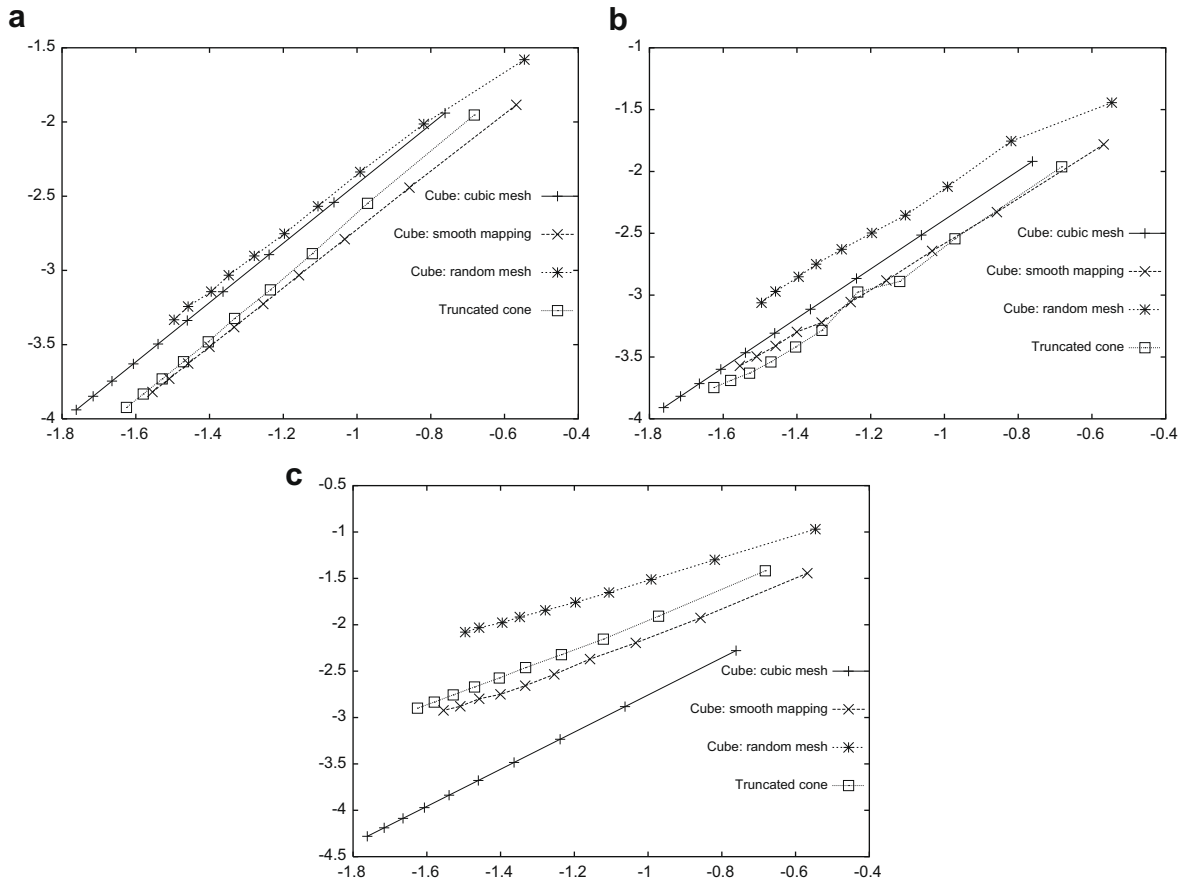 a
-1.5
-2
-2.5
-3
-3.5
-4
-1.8 -1.6 -1.4 -1.2 -1 -0.8 -0.6 -0.4
Cube: cubic mesh
Cube: smooth mapping
Cube: random mesh
Truncated cone
b
-1
-1.5
-2
-2.5
-3
-3.5
-4
-1.8 -1.6 -1.4 -1.2 -1 -0.8 -0.6 -0.4
Cube: cubic mesh
Cube: smooth mapping
Cube: random mesh
Truncated cone
c
-0.5
-1
-1.5
-2
-2.5
-3
-3.5
-4
-4.5
-1.8 -1.6 -1.4 -1.2 -1 -0.8 -0.6 -0.4
Cube: cubic mesh
Cube: smooth mapping
Cube: random mesh
Truncated cone